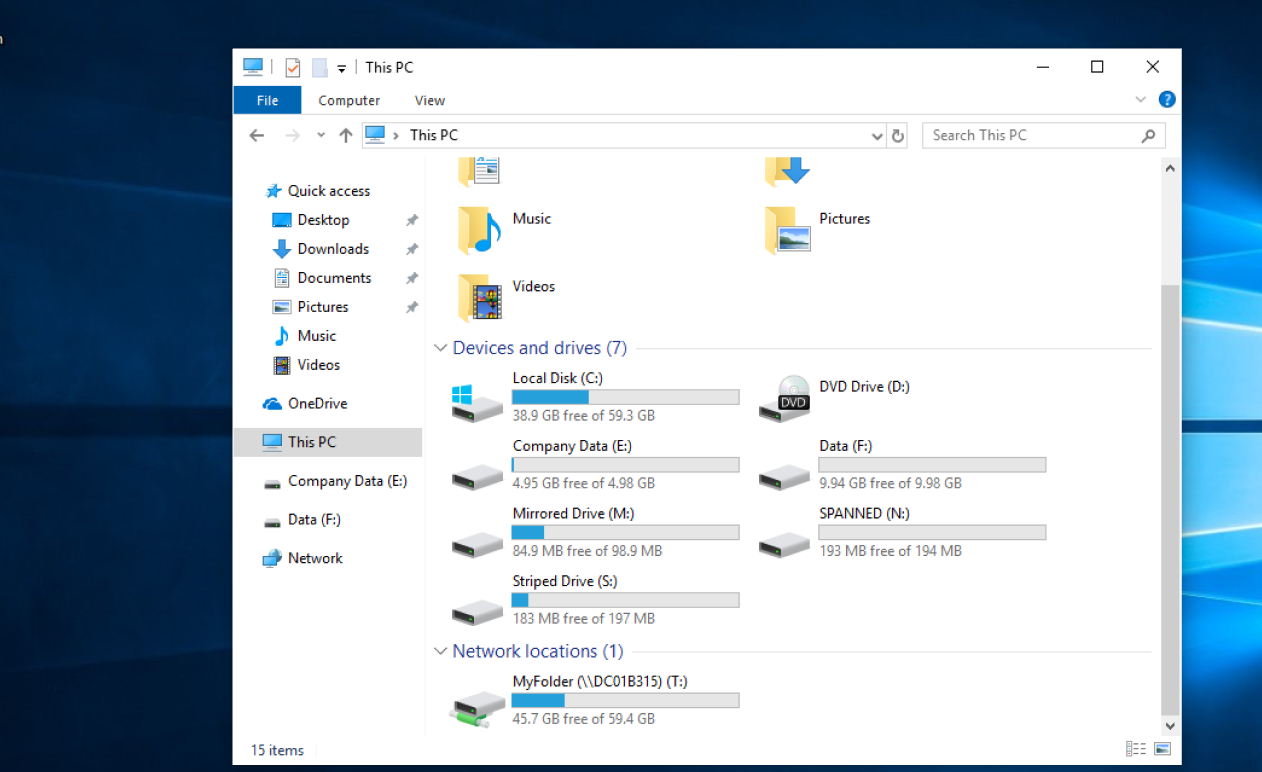 n
This PC
File Computer View
This PC
Search This PC
Quick access
Desktop
Downloads
Documents
Pictures
Music
Videos
OneDrive
This PC
Company Data (E:)
Data (F:)
Network
Music
Pictures
Videos
Devices and drives (7)
Local Disk (C:)
38.9 GB free of 59.3 GB
DVD Drive (D:)
DVD
Company Data (E:)
4.95 GB free of 4.98 GB
Data (F:)
9.94 GB free of 9.98 GB
Mirrored Drive (M:)
84.9 MB free of 98.9 MB
SPANNED (N:)
193 MB free of 194 MB
Striped Drive (S:)
183 MB free of 197 MB
Network locations (1)
MyFolder (\\DC01B315) (T:)
45.7 GB free of 59.4 GB
15 items